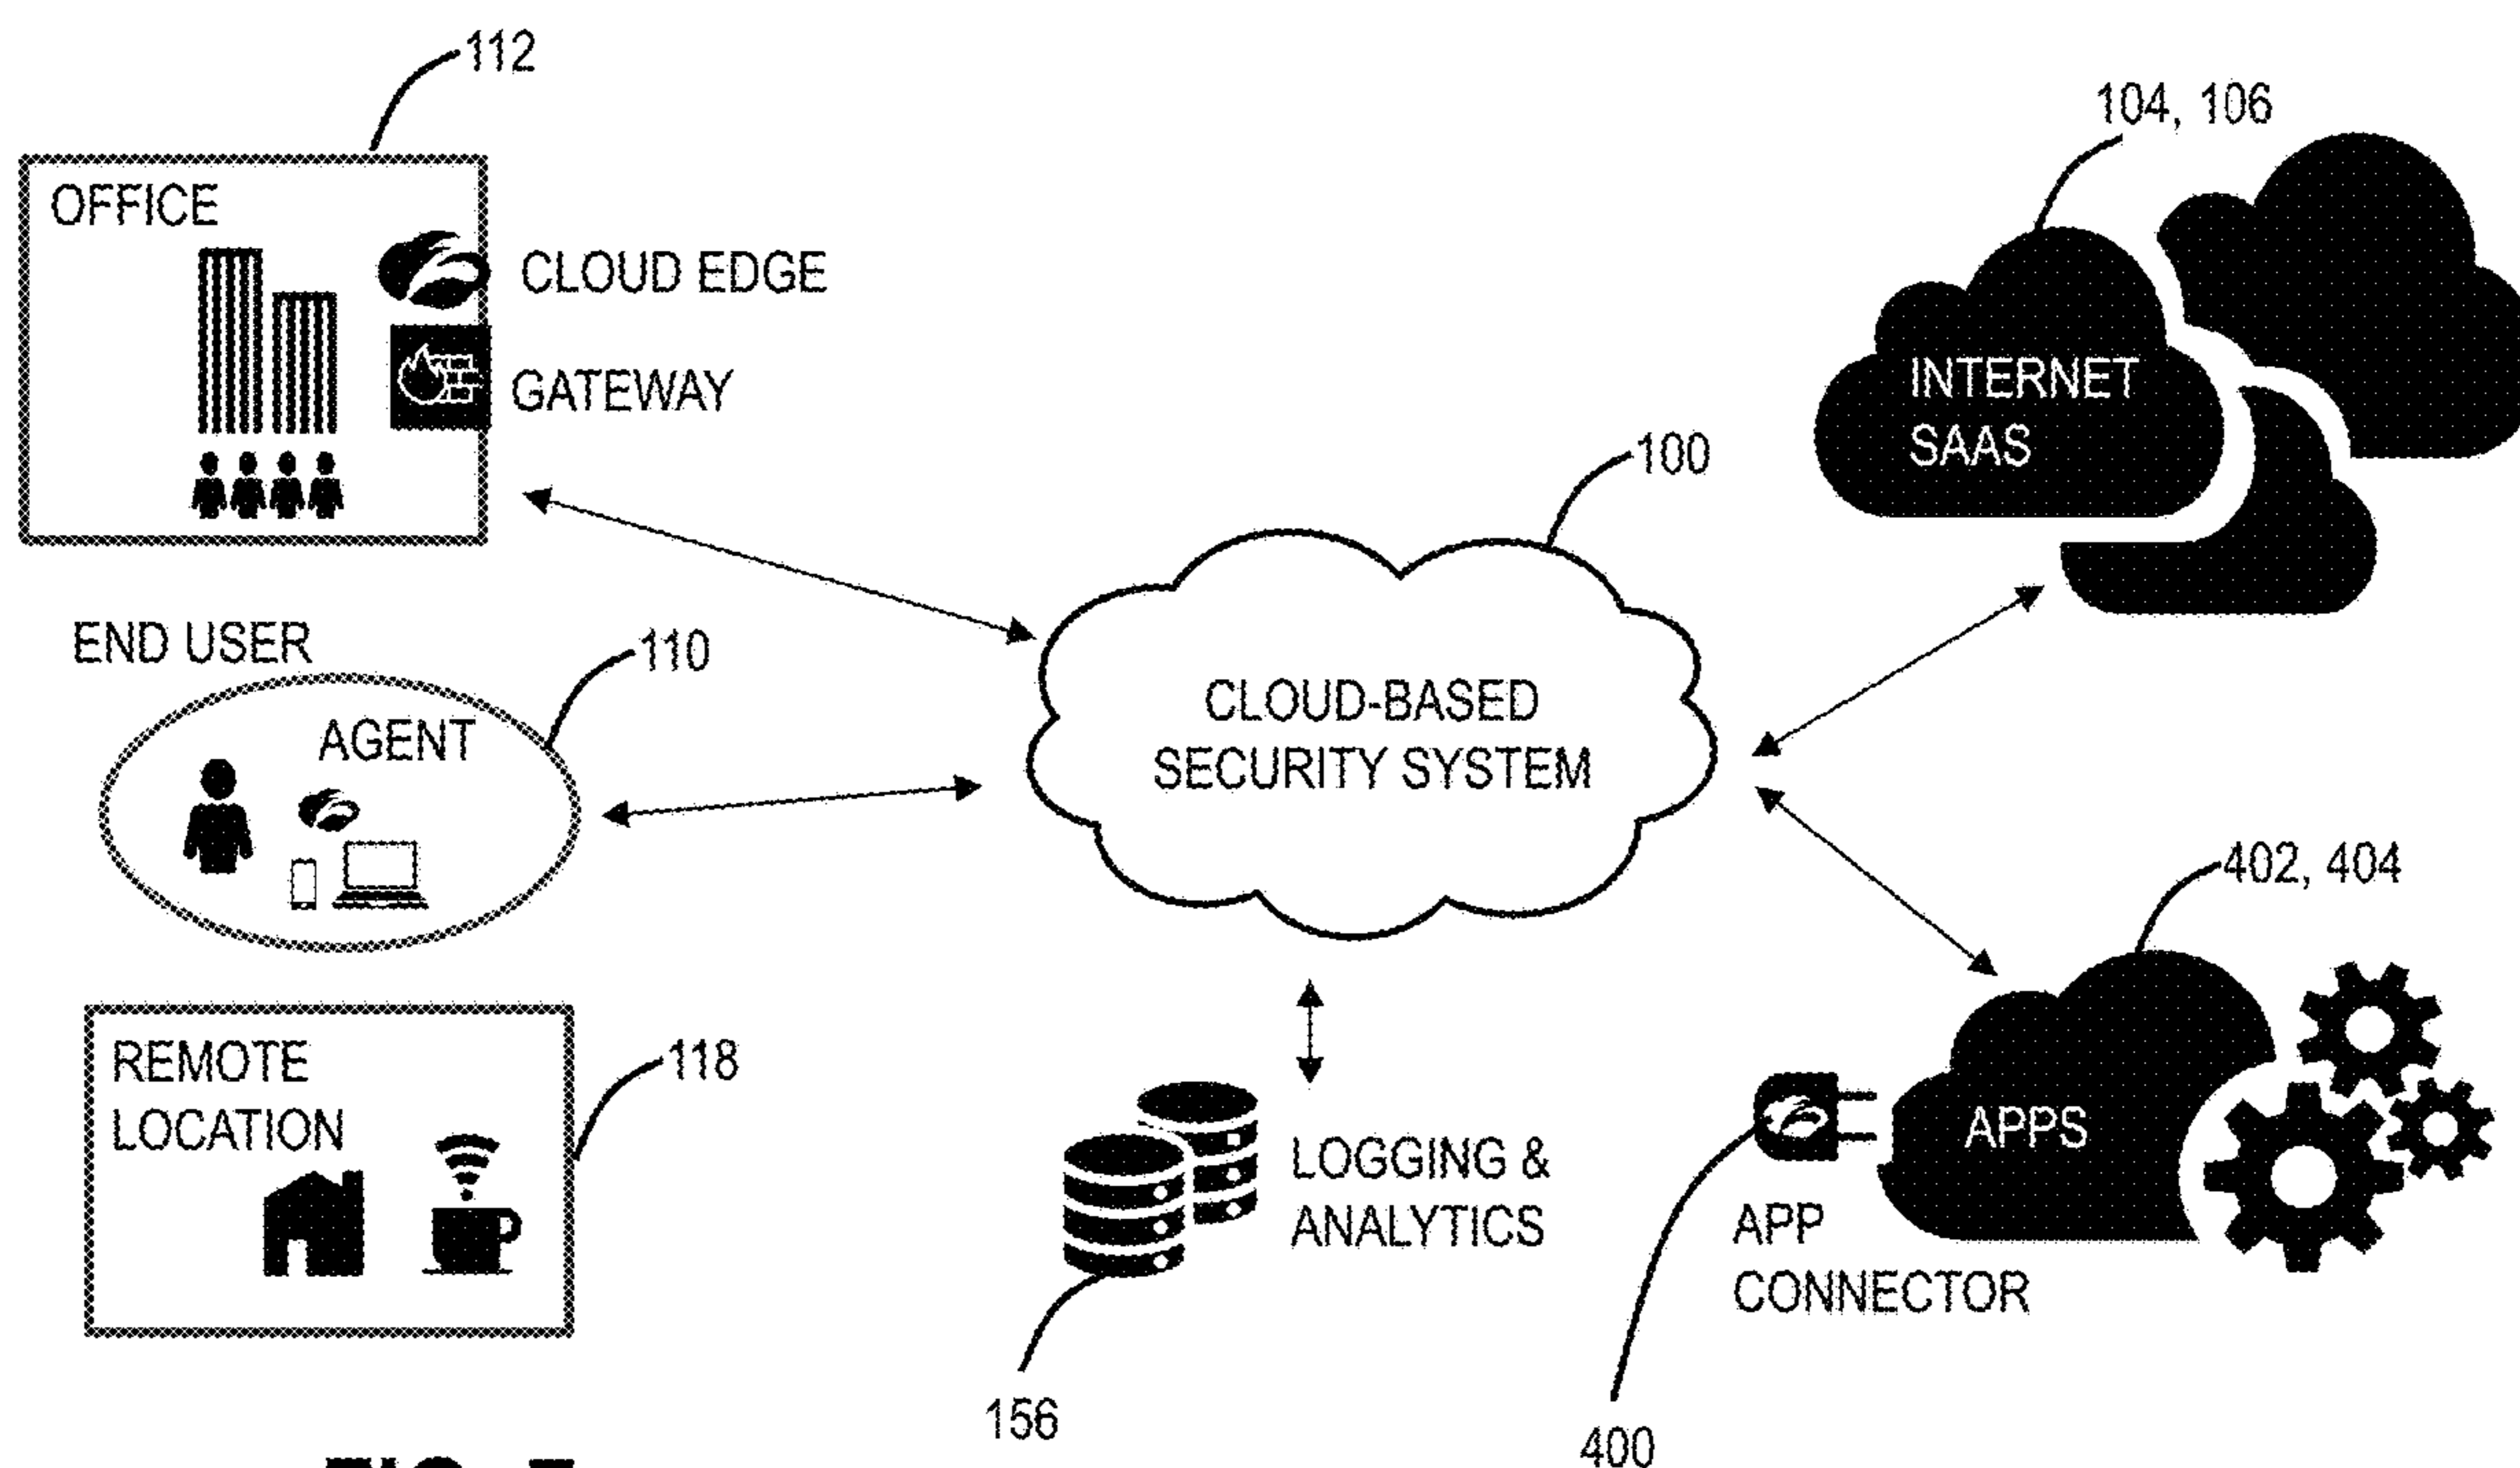 112
OFFICE
CLOUD EDGE
GATEWAY
104, 106
INTERNET
SAAS
100
END USER
110
AGENT
CLOUD-BASED
SECURITY SYSTEM
402, 404
REMOTE
LOCATION
118
LOGGING &
ANALYTICS
APPS
APP
CONNECTOR
156
400